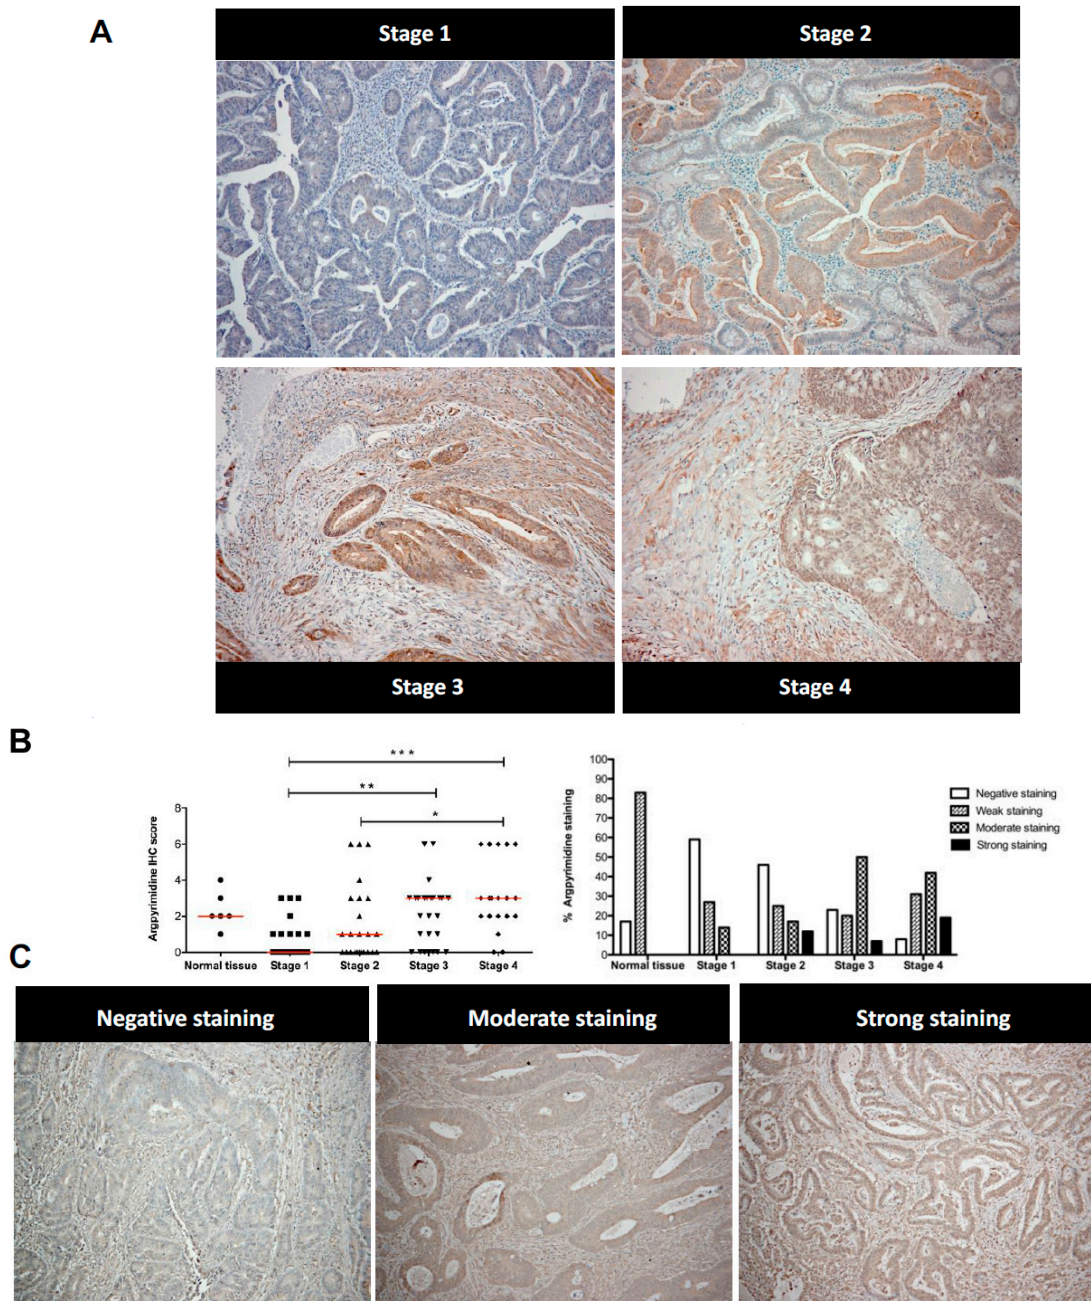 A
Stage 1
Stage 2
Stage 3
Stage 4
B
***
**
*
Argpyrimidine IHC score
8
6
4
2
0
Normal tissue Stage 1 Stage 2 Stage 3 Stage 4
% Argpyrimidine staining
100
90
80
70
60
50
40
30
20
10
0
Normal tissue Stage 1 Stage 2 Stage 3 Stage 4
Negative staining
Weak staining
Moderate staining
Strong staining
C
Negative staining
Moderate staining
Strong staining